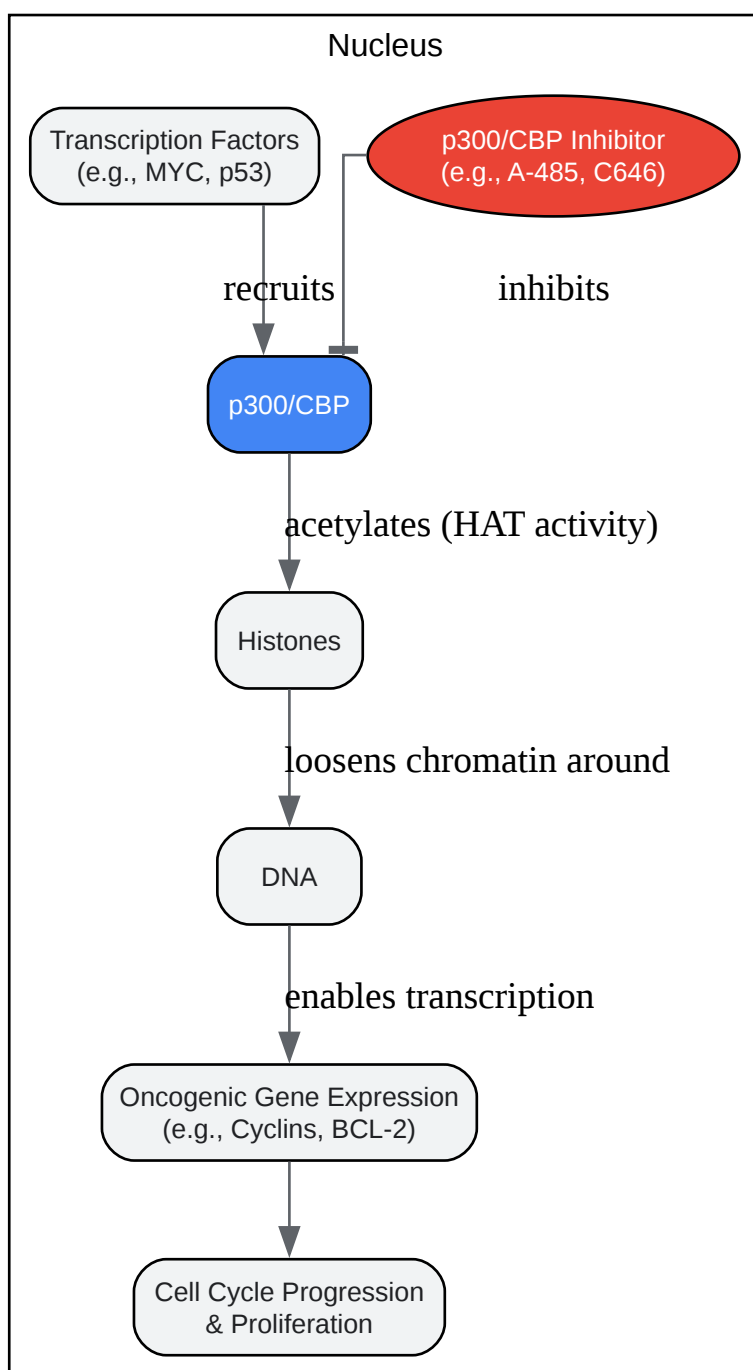 Nucleus
Transcription Factors
(e.g., MYC, p53)
p300/CBP Inhibitor
(e.g., A-485, C646)
recruits
inhibits
p300/CBP
acetylates (HAT activity)
Histones
loosens chromatin around
DNA
enables transcription
Oncogenic Gene Expression
(e.g., Cyclins, BCL-2)
Cell Cycle Progression
& Proliferation